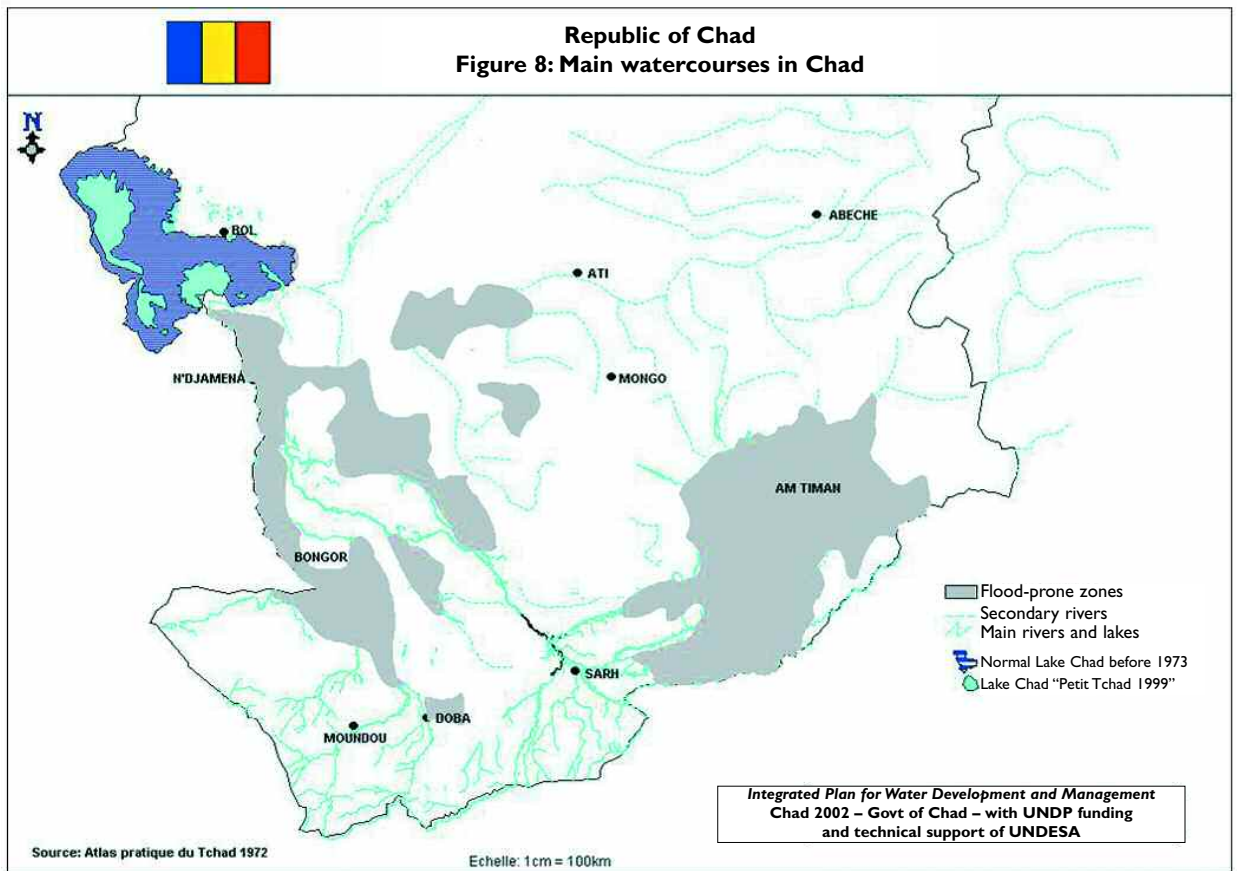 Republic of Chad
Figure 8: Main watercourses in Chad
N
BOL
ABECHE
ATI
N'DJAMENA
MONGO
AM TIMAN
BONGOR
Flood-prone zones
Secondary rivers
Main rivers and lakes
Normal Lake Chad before 1973
Lake Chad “Petit Tchad 1999”
SARH
DOBA
MOUNDOU
Integrated Plan for Water Development and Management
Chad 2002 – Govt of Chad – with UNDP funding
and technical support of UNDESA
Source: Atlas pratique du Tchad 1972
Echelle: 1cm = 100km